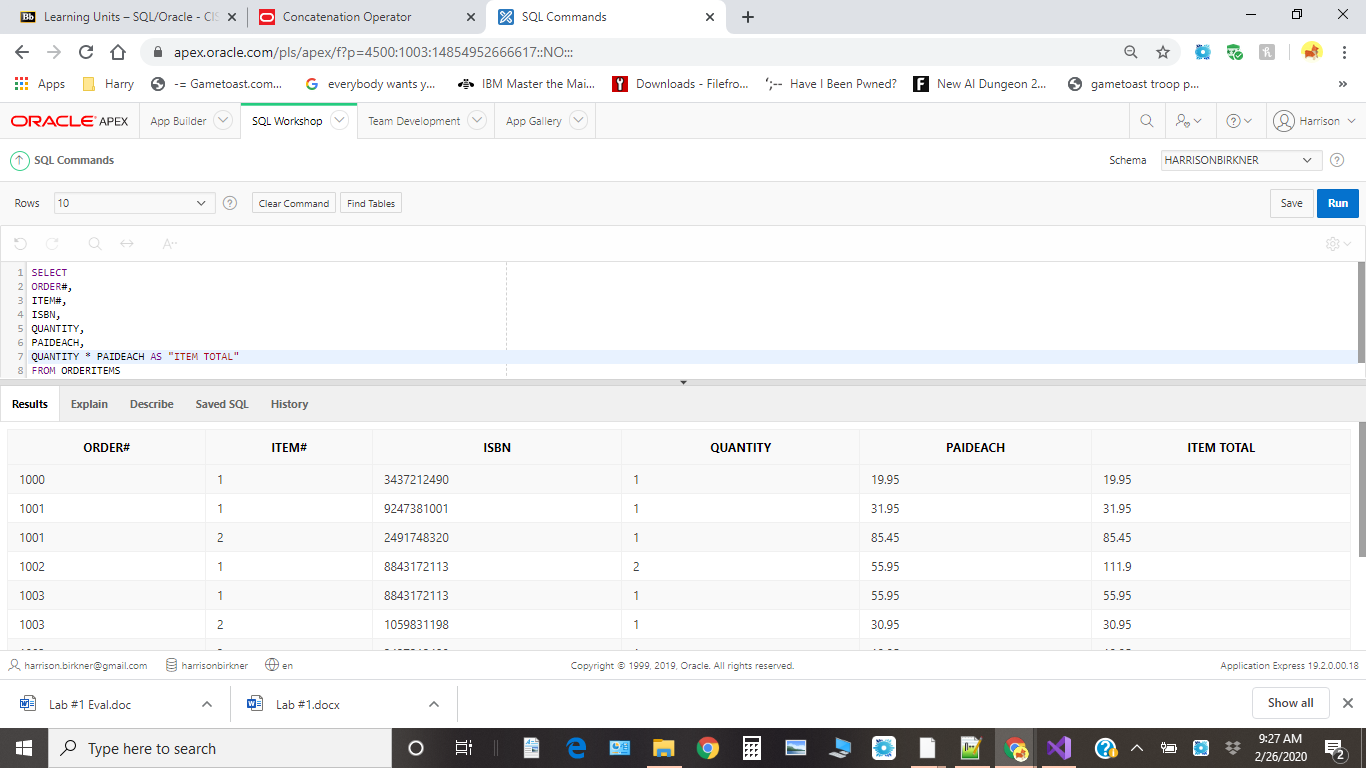 Learning Units – SQL/Oracle - CIS
Concatenation Operator
SQL Commands
apex.oracle.com/pls/apex/f?p=4500:1003:14854952666617::NO:::
Apps
Harry
-= Gametoast.com...
everybody wants y...
IBM Master the Mai...
Downloads - Filefro...
Have I Been Pwned?
New AI Dungeon 2...
gametoast troop p...
ORACLE APEX
App Builder
SQL Workshop
Team Development
App Gallery
Harrison
SQL Commands
Schema
HARRISONBIRKNER
Rows
10
Clear Command
Find Tables
Save
Run
1 SELECT
2 ORDER#,
3 ITEM#,
4 ISBN,
5 QUANTITY,
6 PAIDEACH,
7 QUANTITY * PAIDEACH AS "ITEM TOTAL"
8 FROM ORDERITEMS
Results
Explain
Describe
Saved SQL
History
ORDER# ITEM# ISBN QUANTITY PAIDEACH ITEM TOTAL
1000 1 3437212490 1 19.95 19.95
1001 1 9247381001 1 31.95 31.95
1001 2 2491748320 1 85.45 85.45
1002 1 8843172113 2 55.95 111.9
1003 1 8843172113 1 55.95 55.95
1003 2 1059831198 1 30.95 30.95
harrison.birkner@gmail.com
harrisonbirkner
en
Copyright © 1999, 2019, Oracle. All rights reserved.
Application Express 19.2.0.00.18
Lab #1 Eval.doc
Lab #1.docx
Show all
Type here to search
9:27 AM
2/26/2020
2